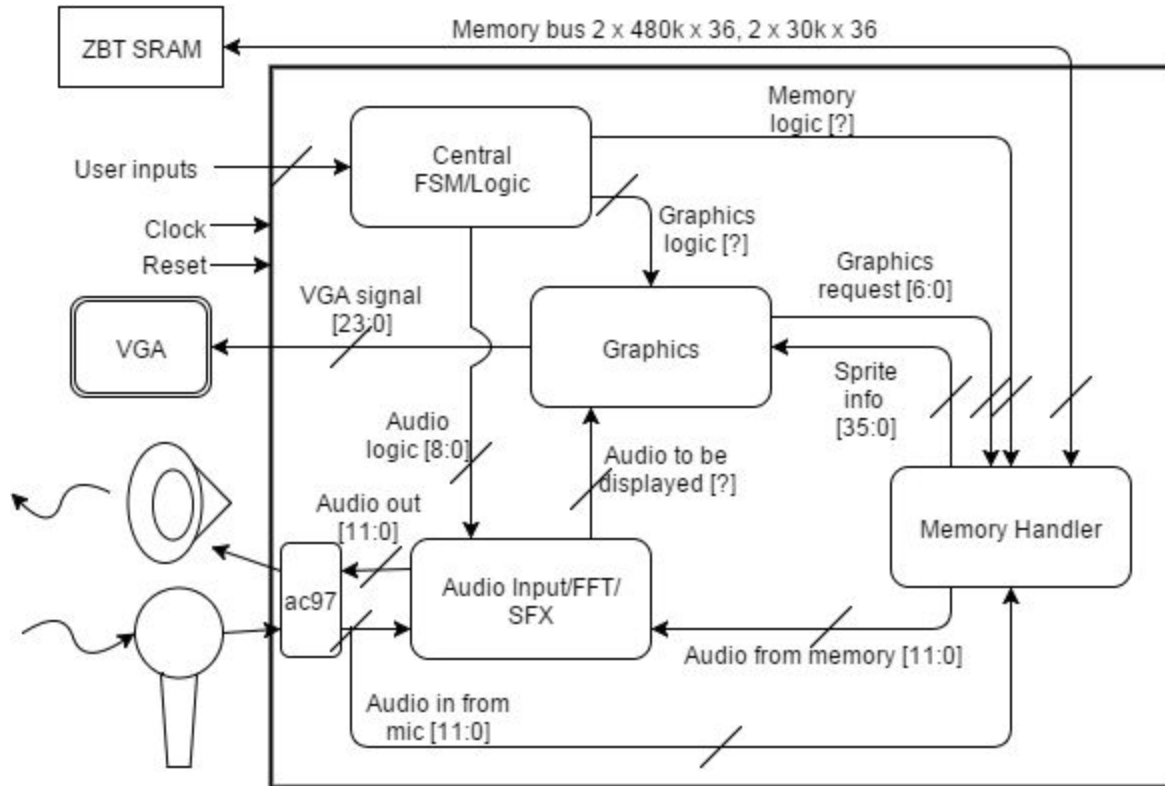 Memory bus 2 x 480k x 36, 2 x 30k x 36
ZBT SRAM
Memory
logic [?]
User inputs
Central
FSM/Logic
Clock
Reset
Graphics
logic [?]
Graphics
request [6:0]
VGA signal
[23:0]
VGA
Graphics
Sprite
info
[35:0]
Audio
logic [8:0]
Audio to be
displayed [?]
Audio out
[11:0]
Memory Handler
ac97
Audio Input/FFT/
SFX
Audio from memory [11:0]
Audio in from
mic [11:0]